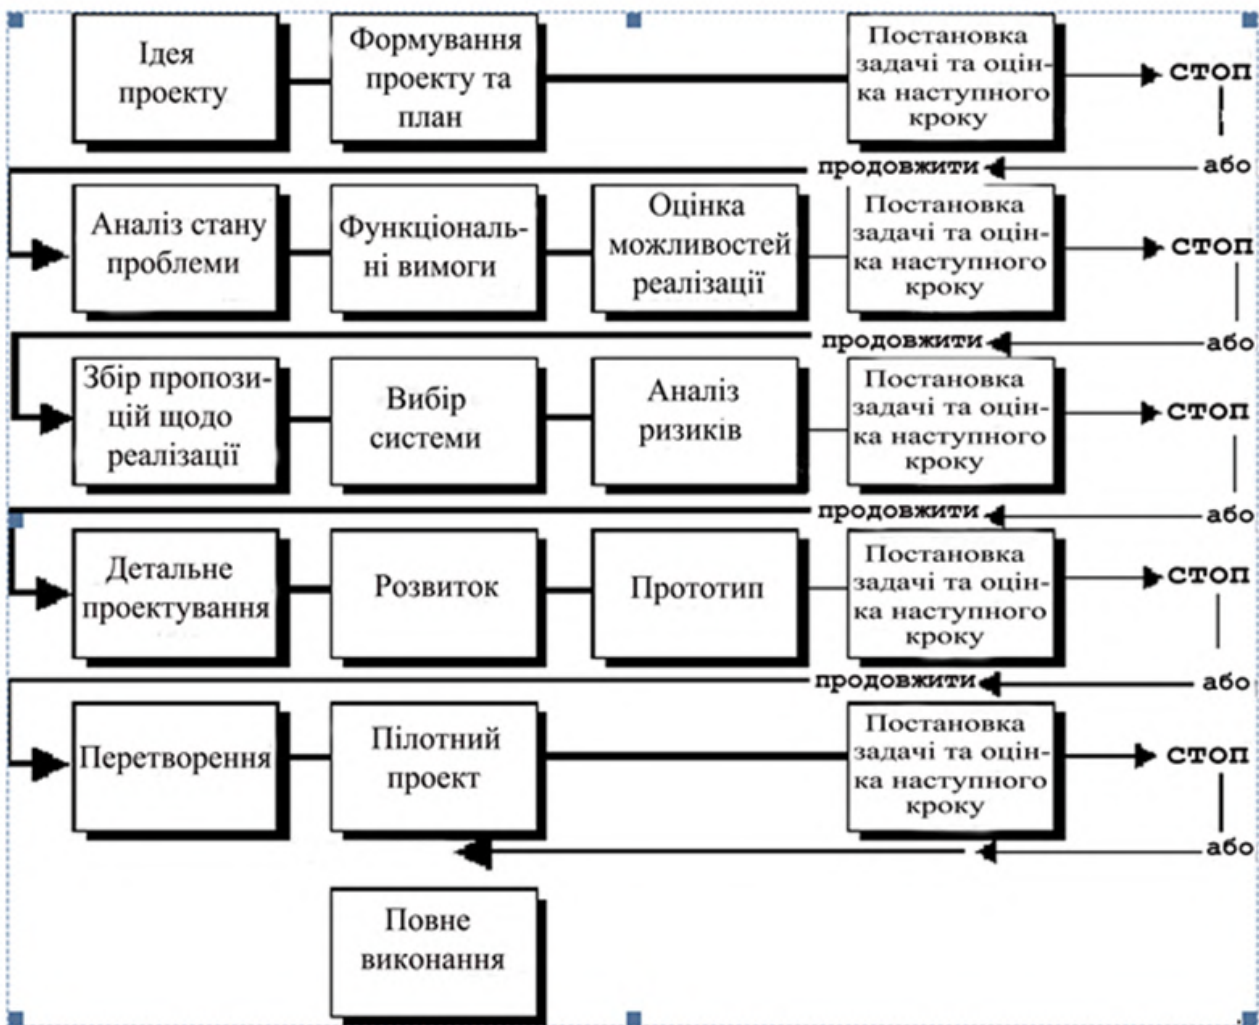 Ідея
проекту
Формування
проекту та
план
Постановка
задачі та оцін-
ка наступного
кроку
СТОП
або
продовжити
Аналіз стану
проблеми
Функціональ-
ні вимоги
Оцінка
можливостей
реалізації
Постановка
задачі та оцін-
ка наступного
кроку
СТОП
або
продовжити
Збір пропози-
цій щодо
реалізації
Вибір
системи
Аналіз
ризиків
Постановка
задачі та оцін-
ка наступного
кроку
СТОП
або
продовжити
Детальне
проектування
Розвиток
Прототип
Постановка
задачі та оцін-
ка наступного
кроку
СТОП
або
продовжити
Перетворення
Пілотний
проект
Постановка
задачі та оцін-
ка наступного
кроку
СТОП
або
Повне
виконання